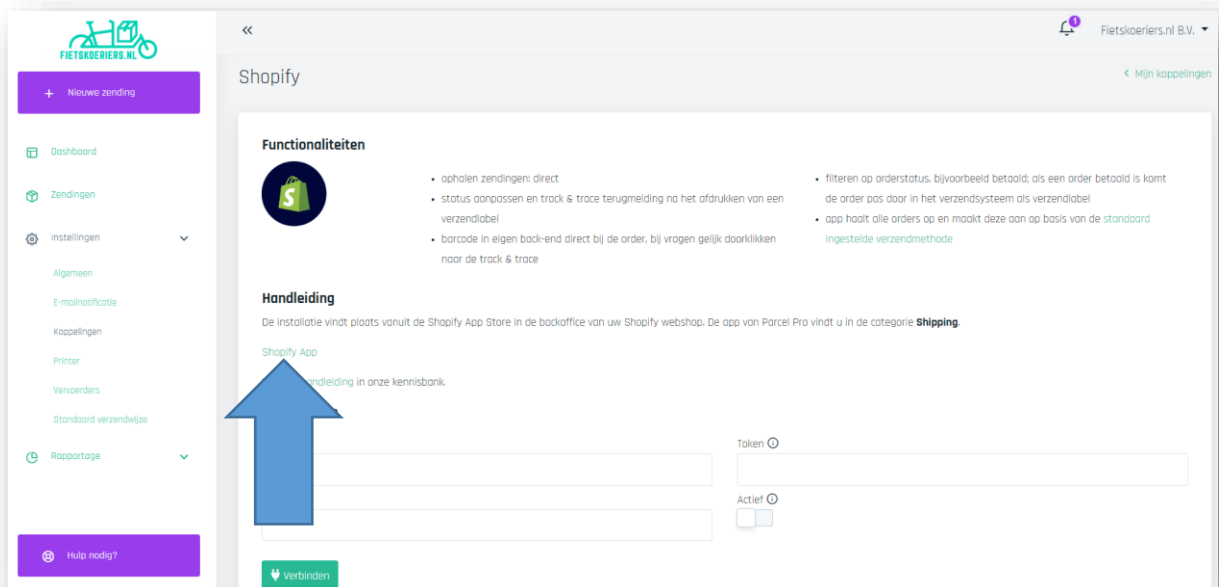 FIETSKOERIERS.NL
1
Fietskoeriers.nl B.V.
Nieuwe zending
Shopify
Mijn koppelingen
Dashboard
Zendingen
Instellingen
Algemeen
E-mailnotificatie
Koppelingen
Printer
Vervoerders
Standaard verzendwijze
Rapportage
Hulp nodig?
Functionaliteiten
• ophalen zendingen: direct
• status aanpassen en track & trace terugmelding na het afdrukken van een
verzendlabel
• barcode in eigen back-end direct bij de order, bij vragen gelijk doorklikken
naar de track & trace
• filteren op orderstatus, bijvoorbeeld betaald; als een order betaald is komt
de order pas door in het verzendsysteem als verzendlabel
• app haalt alle orders op en maakt deze aan op basis van de standaard
ingestelde verzendmethode
Handleiding
De installatie vindt plaats vanuit de Shopify App Store in de backoffice van uw Shopify webshop. De app van Parcel Pro vindt u in de categorie Shipping.
Shopify App
in onze kennisbank.
Token
Actief
Verbinden